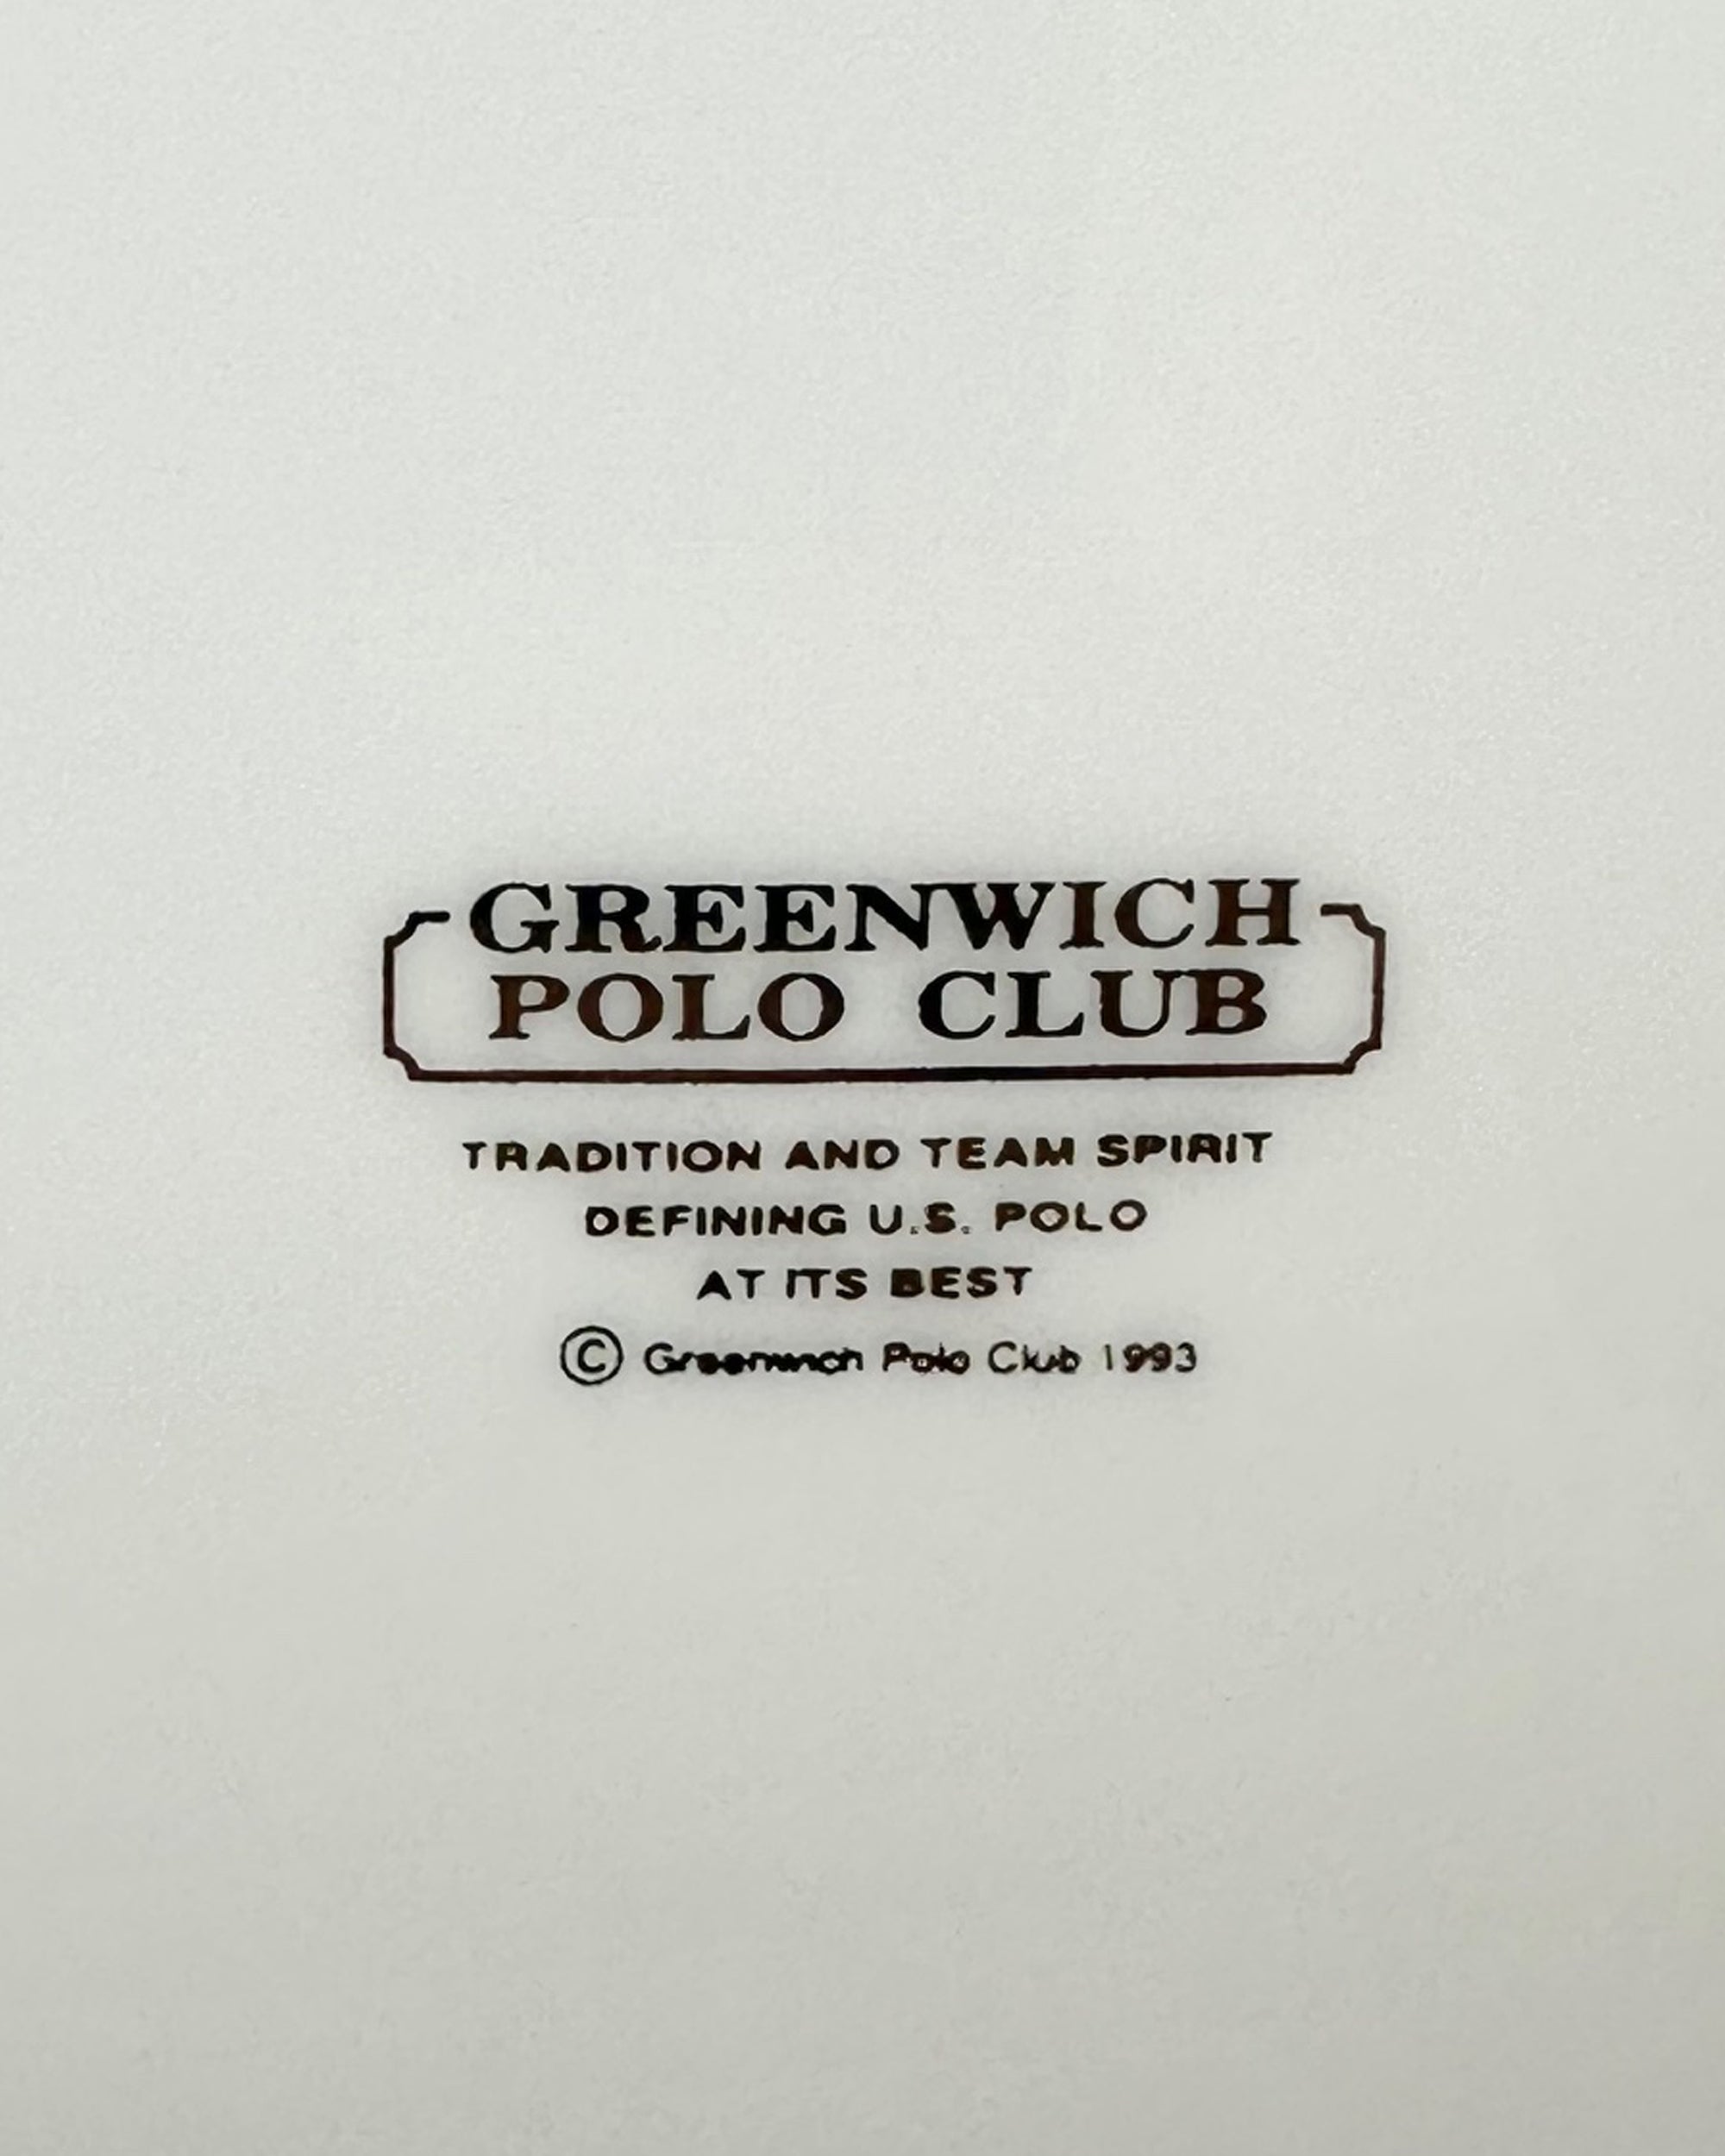 GREENWICH
POLO CLUB
TRADITION AND TEAM SPIRIT
DEFINING U.S. POLO
AT ITS BEST
© Greenwich Polo Club 1993